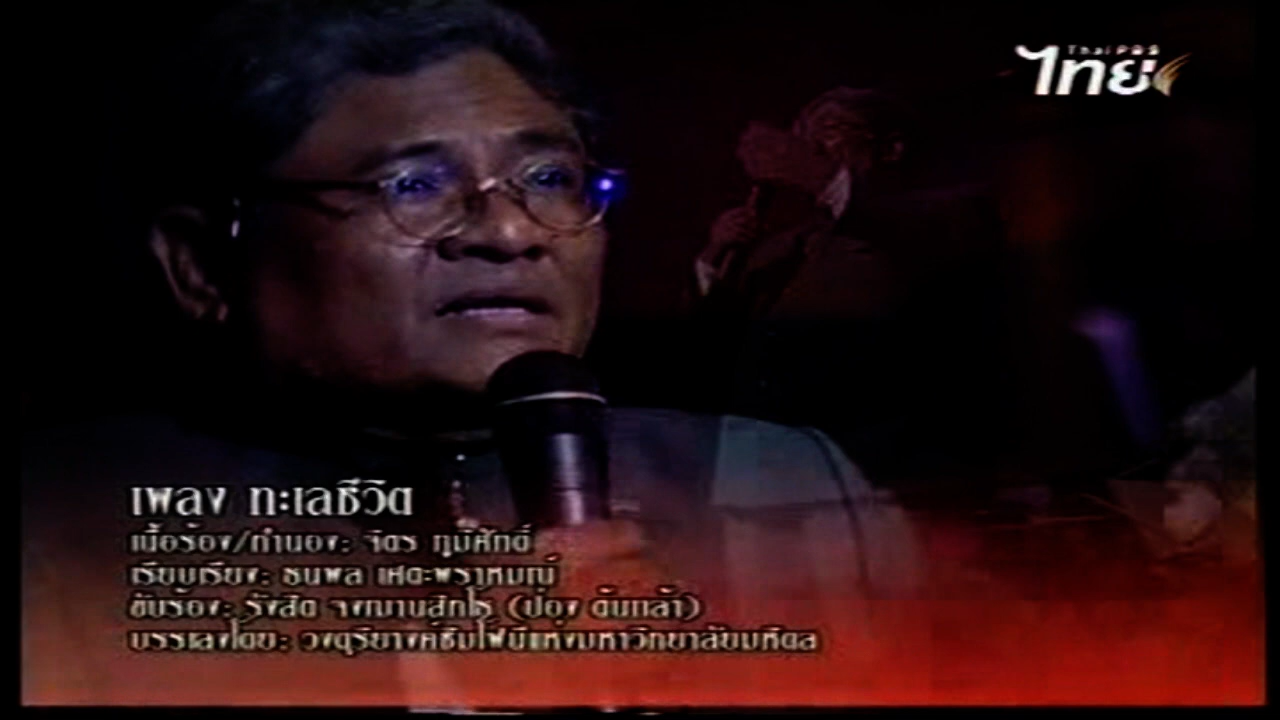 Thai PBS
ไทย
เพลง ทะเลชีวิต
เนื้อร้อง/ทำนอง: จิตร ภูมิศักดิ์
เรียบเรียง: ธนพล เศตะพราหมณ์
ขับร้อง: รังสิต จงฌานสิทโธ (ป๋อง ต้นกล้า)
บรรเลงโดย: วงดุริยางค์ซิมโฟนีแห่งมหาวิทยาลัยมหิดล